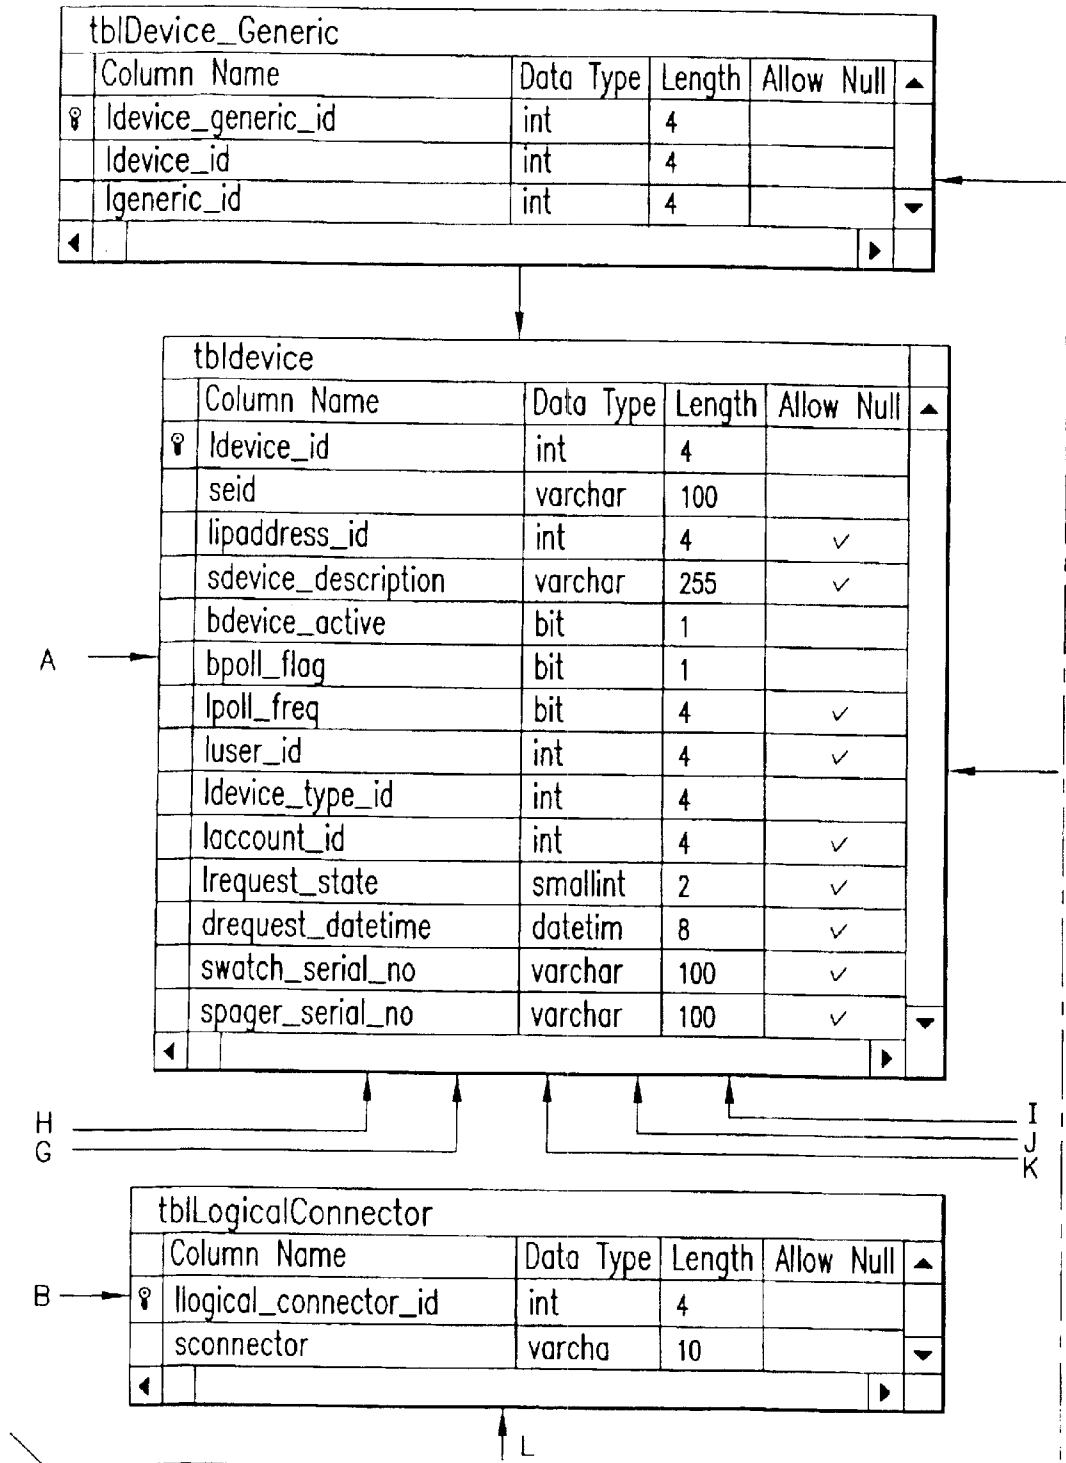 tblDevice_Generic
Column Name Data Type Length Allow Null
ldevice_generic_id int 4
ldevice_id int 4
lgeneric_id int 4
tbldevice
Column Name Data Type Length Allow Null
ldevice_id int 4
seid varchar 100
lipaddress_id int 4 ✓
sdevice_description varchar 255 ✓
bdevice_active bit 1
A bpoll_flag bit 1
lpoll_freq bit 4 ✓
luser_id int 4 ✓
ldevice_type_id int 4
laccount_id int 4 ✓
lrequest_state smallint 2 ✓
drequest_datetime datetim 8 ✓
swatch_serial_no varchar 100 ✓
spager_serial_no varchar 100 ✓
H I
G J
K
tblLogicalConnector
Column Name Data Type Length Allow Null
B llogical_connector_id int 4
sconnector varcha 10
L